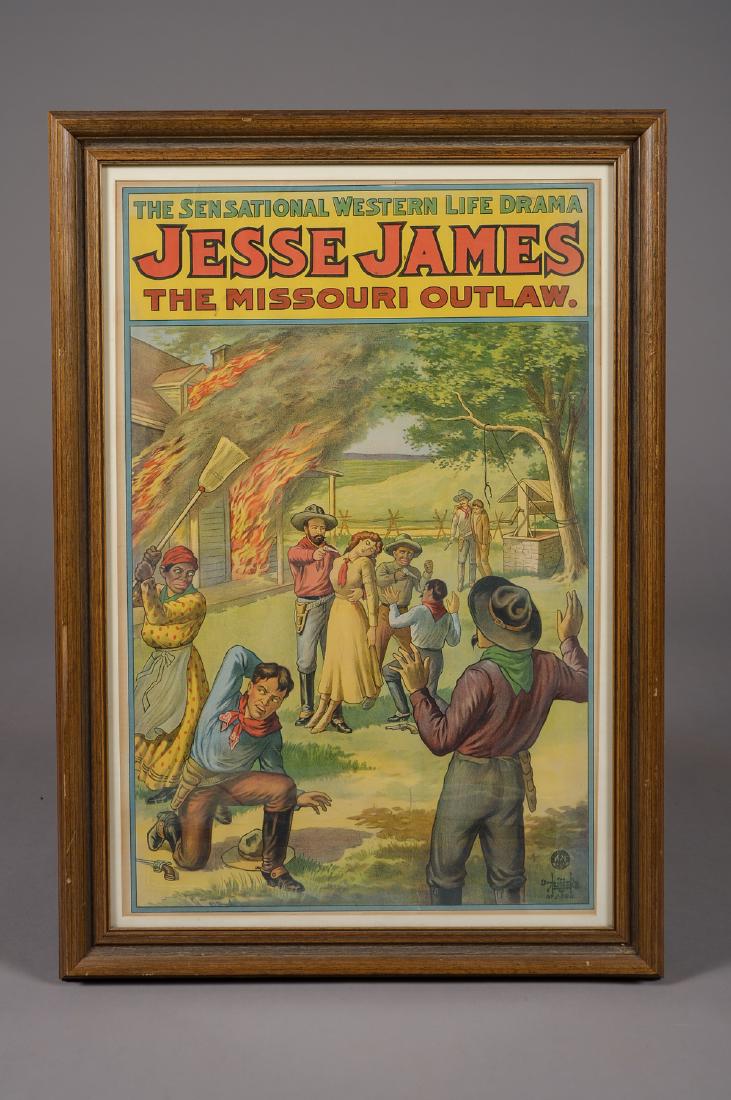 THE SENSATIONAL WESTERN LIFE DRAMA
JESSE JAMES
THE MISSOURI OUTLAW.